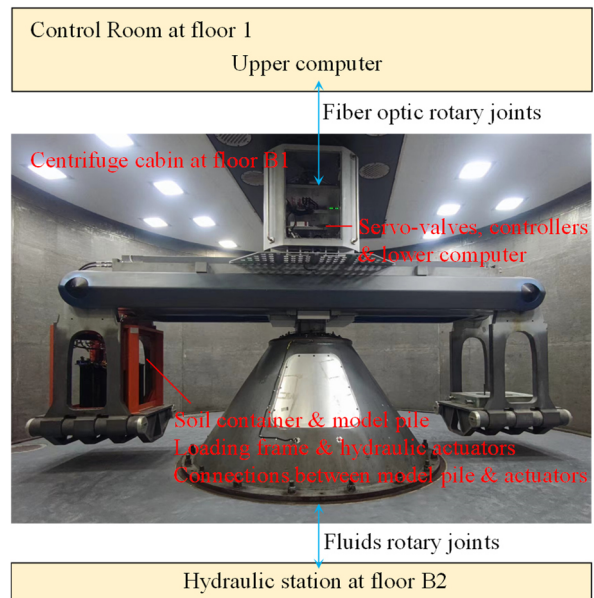 Control Room at floor 1
Upper computer
Fiber optic rotary joints
Centrifuge cabin at floor B1
Servo-valves, controllers
& lower computer
Soil container & model pile
Loading frame & hydraulic actuators
Connections between model pile & actuators
Fluids rotary joints
Hydraulic station at floor B2